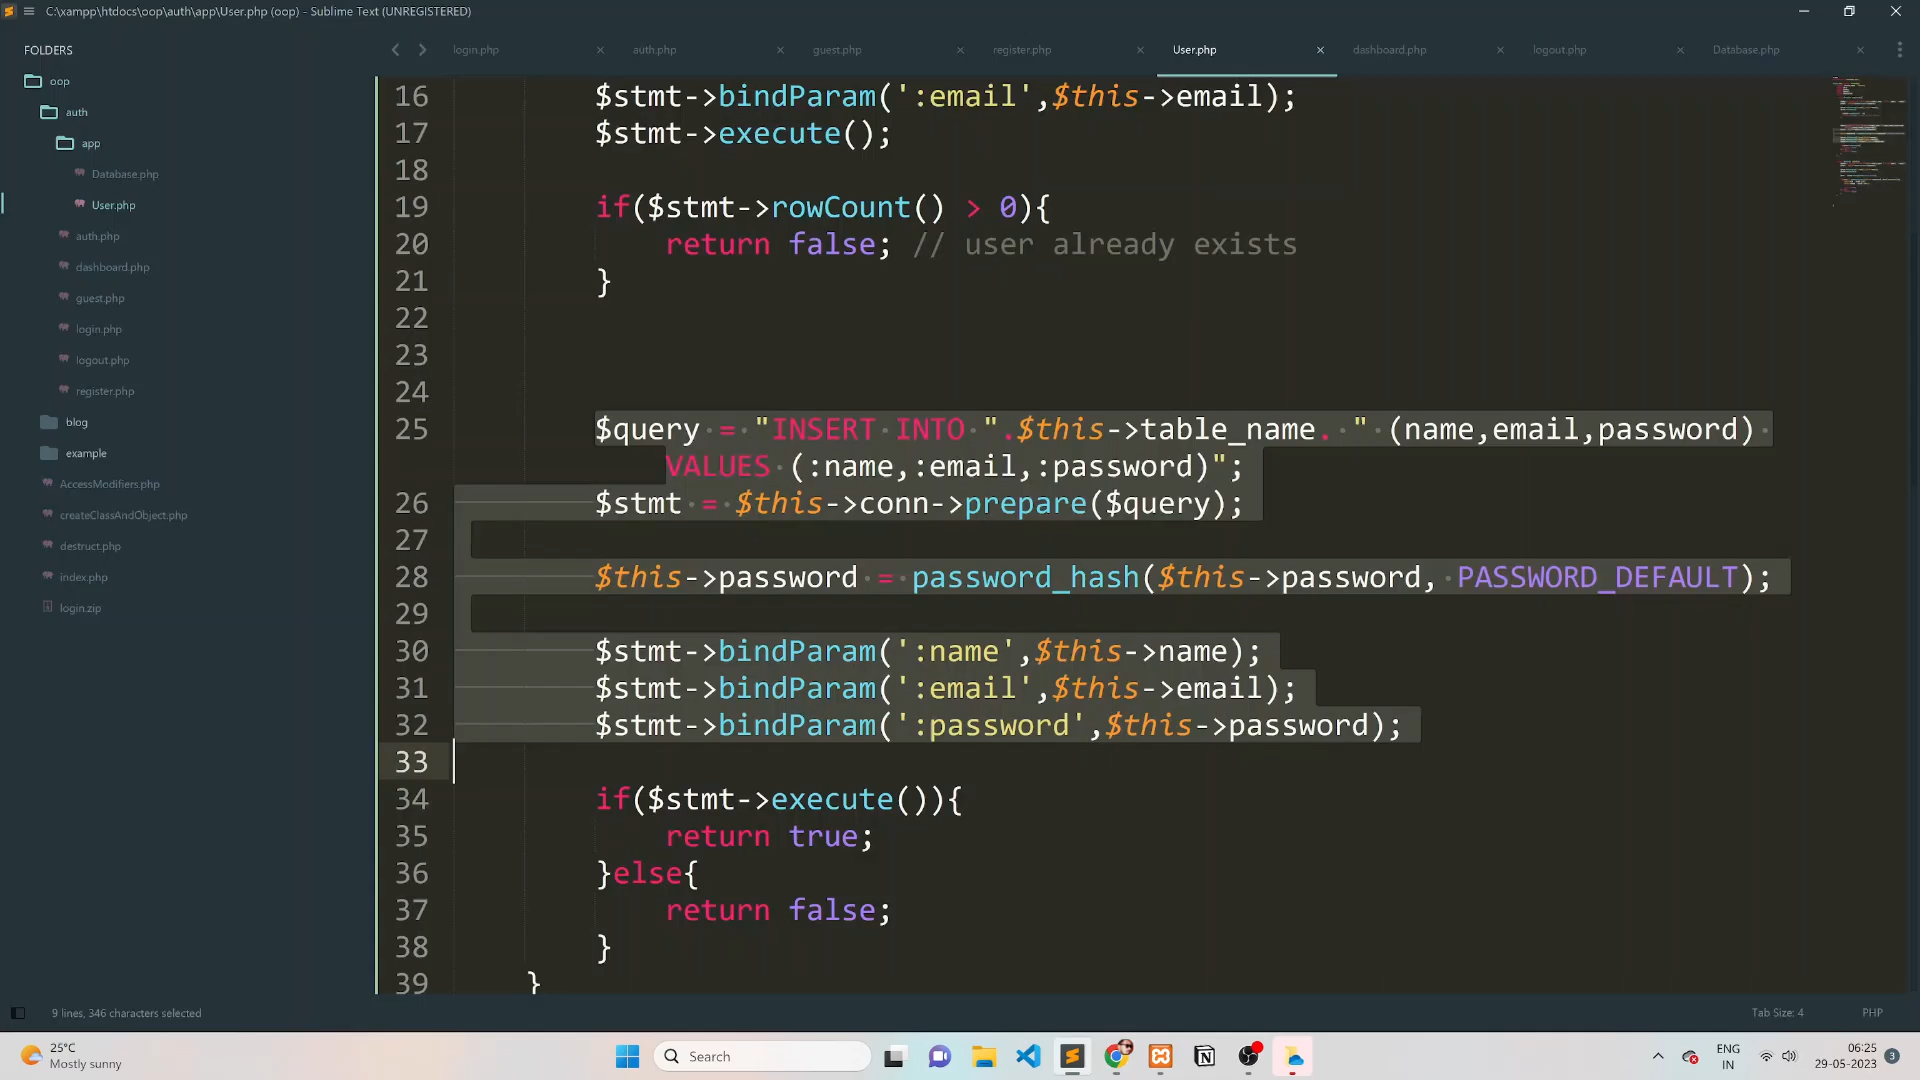 C:\xampp\htdocs\oop\auth\app\User.php (oop) - Sublime Text (UNREGISTERED)
FOLDERS
oop
auth
app
Database.php
User.php
auth.php
dashboard.php
guest.php
login.php
logout.php
register.php
blog
example
AccessModifiers.php
createClassAndObject.php
destruct.php
index.php
login.zip
login.php
auth.php
guest.php
register.php
User.php
dashboard.php
logout.php
Database.php
16 $stmt->bindParam(':email',$this->email);
17 $stmt->execute();
18
19 if($stmt->rowCount() > 0){
20 return false; // user already exists
21 }
22
23
24
25 $query = "INSERT INTO ".$this->table_name. " (name,email,password)
VALUES (:name,:email,:password)";
26 $stmt = $this->conn->prepare($query);
27
28 $this->password = password_hash($this->password, PASSWORD_DEFAULT);
29
30 $stmt->bindParam(':name',$this->name);
31 $stmt->bindParam(':email',$this->email);
32 $stmt->bindParam(':password',$this->password);
33
34 if($stmt->execute()){
35 return true;
36 }else{
37 return false;
38 }
39 }
9 lines, 346 characters selected
Tab Size: 4
PHP
25°C
Mostly sunny
Search
ENG
IN
06:25
29-05-2023
3